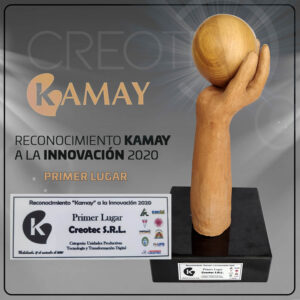 CREOTEC
KAMAY
RECONOCIMIENTO KAMAY
A LA INNOVACIÓN 2020
PRIMER LUGAR
Reconocimiento "Kamay" a la Innovación 2020
Primer Lugar
Creotec S.R.L.
Categoría: Unidades Productivas
Tecnología y Transformación Digital
Primer Lugar
Creotec S.R.L.